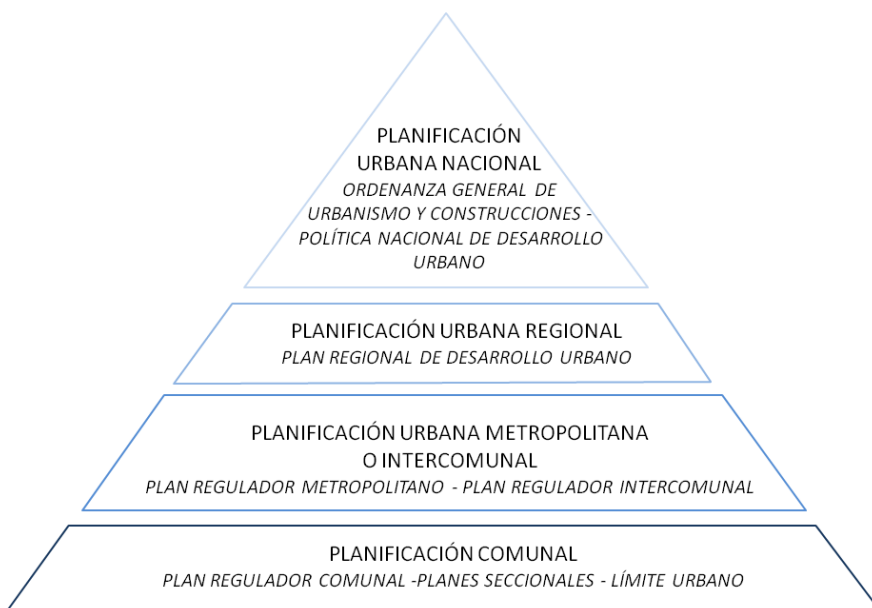 PLANIFICACIÓN
URBANA NACIONAL
ORDENANZA GENERAL DE
URBANISMO Y CONSTRUCCIONES -
POLÍTICA NACIONAL DE DESARROLLO
URBANO
PLANIFICACIÓN URBANA REGIONAL
PLAN REGIONAL DE DESARROLLO URBANO
PLANIFICACIÓN URBANA METROPOLITANA
O INTERCOMUNAL
PLAN REGULADOR METROPOLITANO - PLAN REGULADOR INTERCOMUNAL
PLANIFICACIÓN COMUNAL
PLAN REGULADOR COMUNAL -PLANES SECCIONALES - LÍMITE URBANO